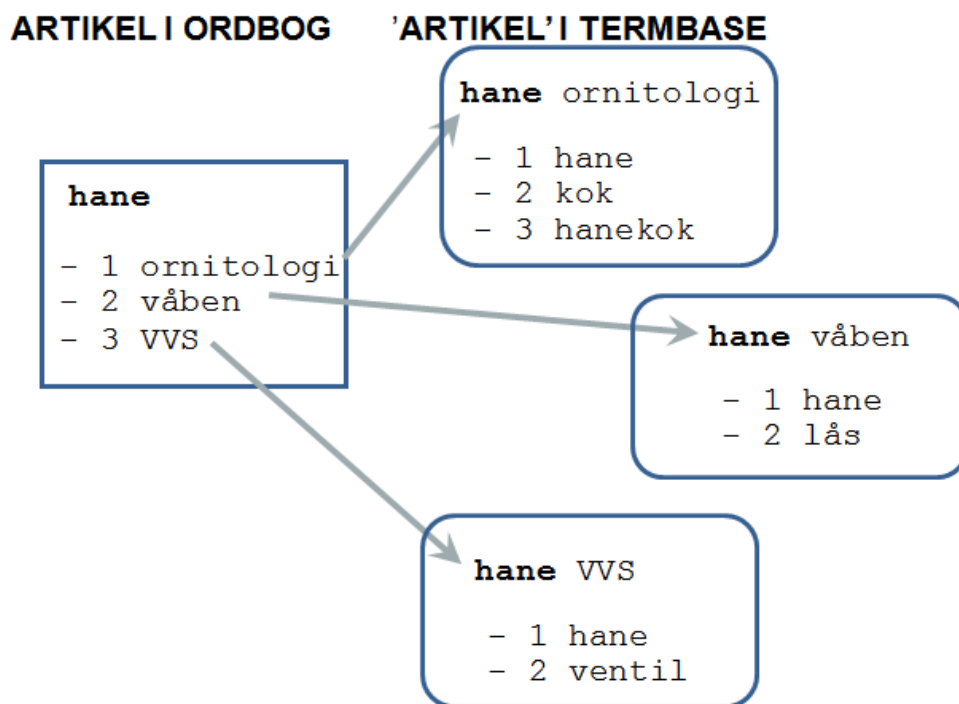 ARTIKEL I ORDBOG
’ARTIKEL’ I TERMBASE
hane
– 1 ornitologi
– 2 våben
– 3 VVS
hane ornitologi
– 1 hane
– 2 kok
– 3 hanekok
hane våben
– 1 hane
– 2 lås
hane VVS
– 1 hane
– 2 ventil